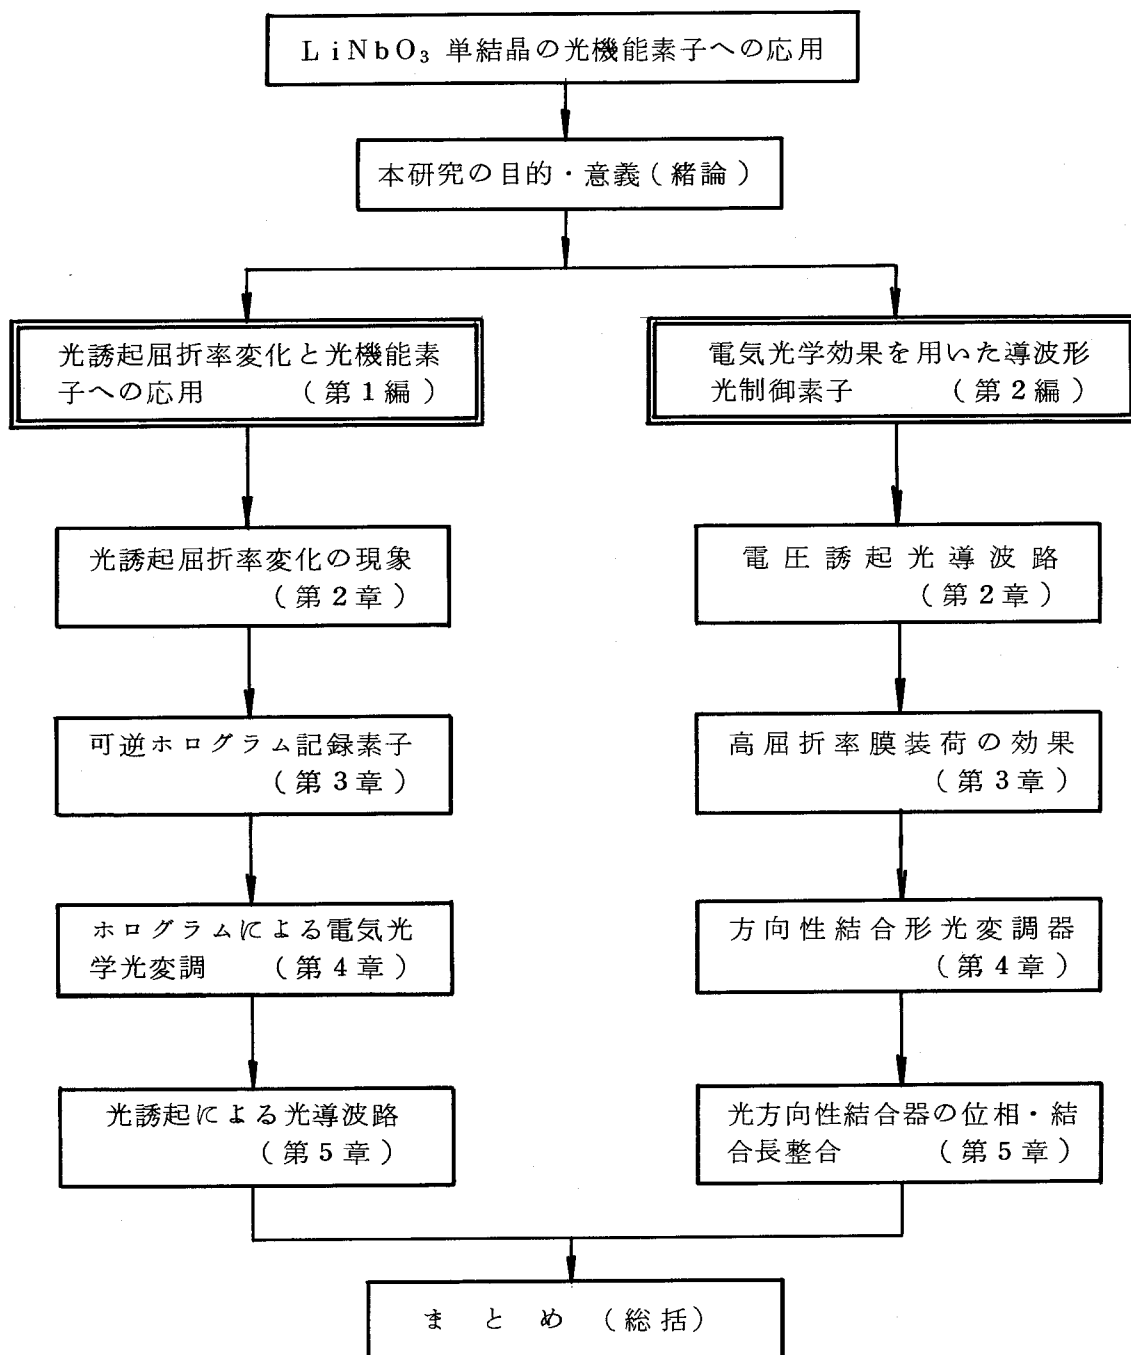 LiNbO₃ 単結晶の光機能素子への応用
本研究の目的・意義(緒論)
光誘起屈折率変化と光機能素
子への応用 (第1編)
光誘起屈折率変化の現象
(第2章)
可逆ホログラム記録素子
(第3章)
ホログラムによる電気光
学光変調 (第4章)
光誘起による光導波路
(第5章)
電気光学効果を用いた導波形
光制御素子 (第2編)
電圧誘起光導波路
(第2章)
高屈折率膜装荷の効果
(第3章)
方向性結合形光変調器
(第4章)
光方向性結合器の位相・結
合長整合 (第5章)
まとめ (総括)